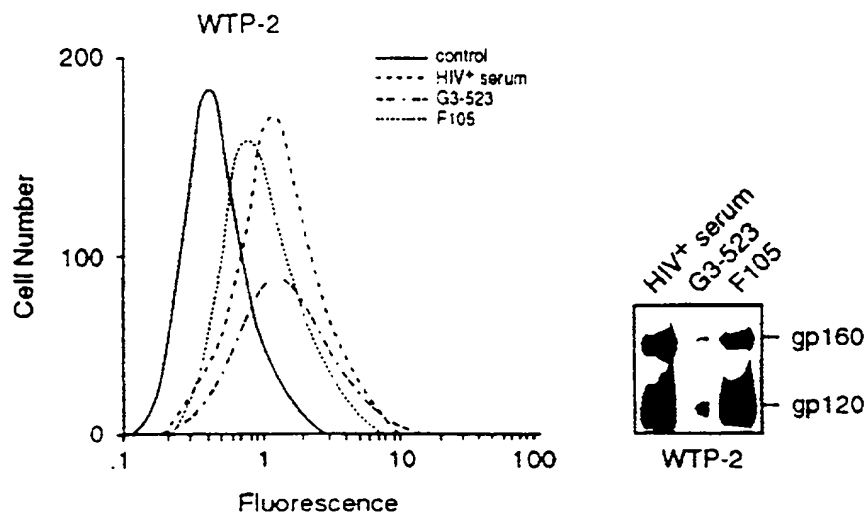 WTP-2
200
100
0
Cell Number
control
HIV+ serum
G3-523
F105
.1
1
10
100
Fluorescence
HIV+ serum
G3-523
F105
gp160
gp120
WTP-2